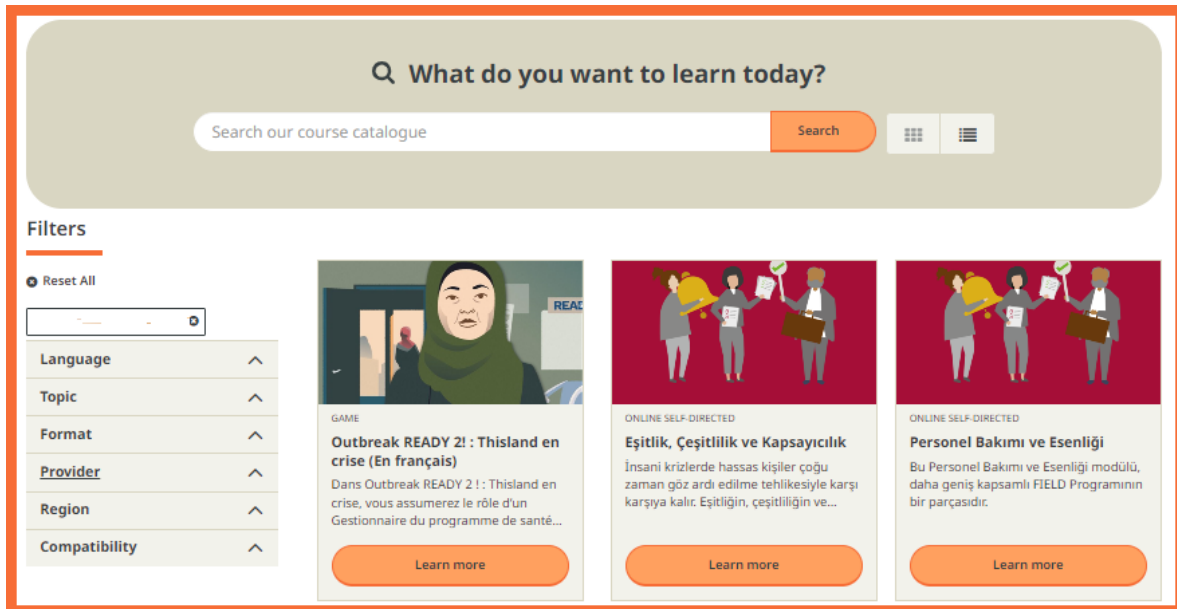 What do you want to learn today?
Search our course catalogue
Search
Filters
Reset All
Language
Topic
Format
Provider
Region
Compatibility
READ
GAME
Outbreak READY 2! : Thisland en
crise (En français)
Dans Outbreak READY 2 ! : Thisland en
crise, vous assumerez le rôle d'un
Gestionnaire du programme de santé...
Learn more
ONLINE SELF-DIRECTED
Eşitlik, Çeşitlilik ve Kapsayıcılık
İnsani krizlerde hassas kişiler çoğu
zaman göz ardı edilme tehlikesiyle karşı
karşıya kalır. Eşitliğin, çeşitliliğin ve...
Learn more
ONLINE SELF-DIRECTED
Personel Bakımı ve Esenliği
Bu Personel Bakımı ve Esenliği modülü,
daha geniş kapsamlı FIELD Programının
bir parçasıdır.
Learn more